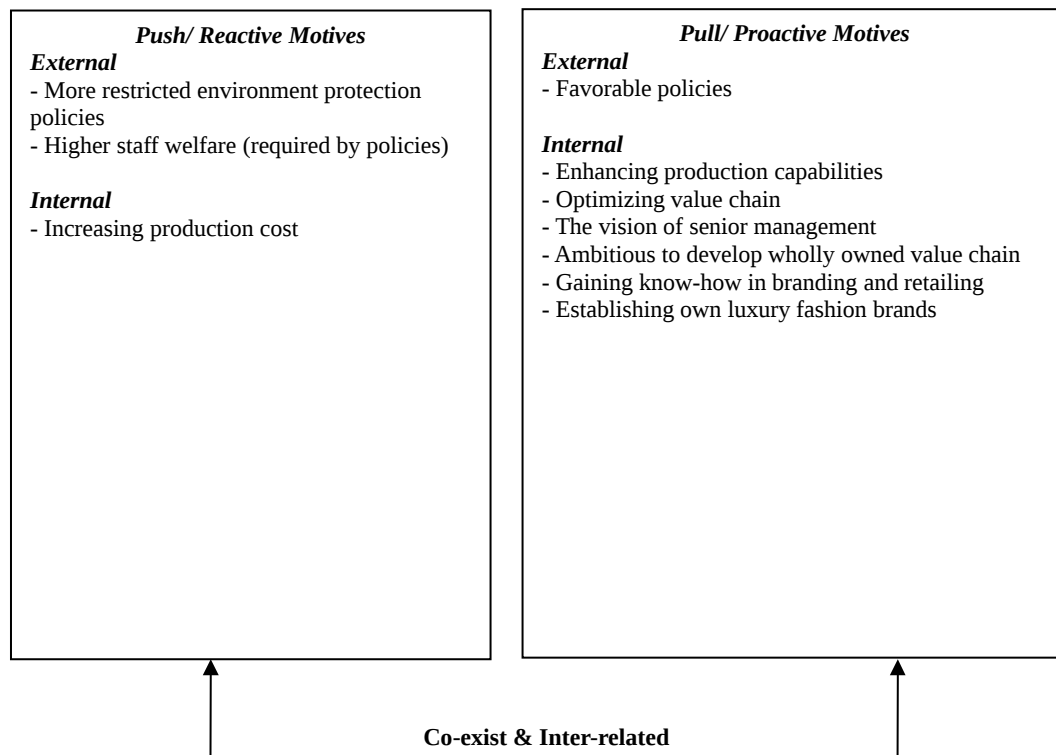 Push/ Reactive Motives
External
- More restricted environment protection
policies
- Higher staff welfare (required by policies)
Internal
- Increasing production cost
Pull/ Proactive Motives
External
- Favorable policies
Internal
- Enhancing production capabilities
- Optimizing value chain
- The vision of senior management
- Ambitious to develop wholly owned value chain
- Gaining know-how in branding and retailing
- Establishing own luxury fashion brands
Co-exist & Inter-related